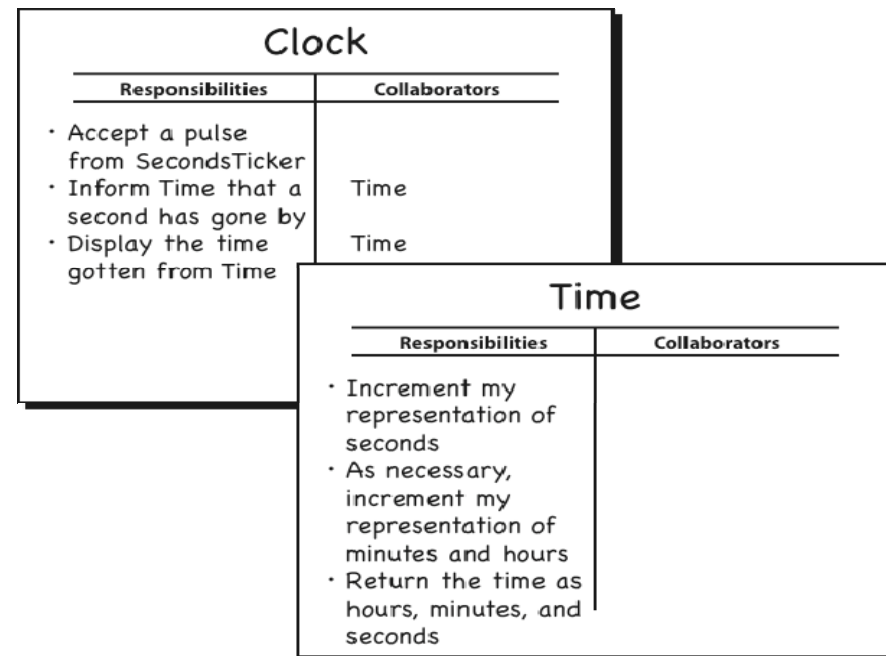 Clock
Responsibilities Collaborators
· Accept a pulse
from SecondsTicker
· Inform Time that a Time
second has gone by
· Display the time Time
gotten from Time
Time
Responsibilities Collaborators
· Increment my
representation of
seconds
· As necessary,
increment my
representation of
minutes and hours
· Return the time as
hours, minutes, and
seconds